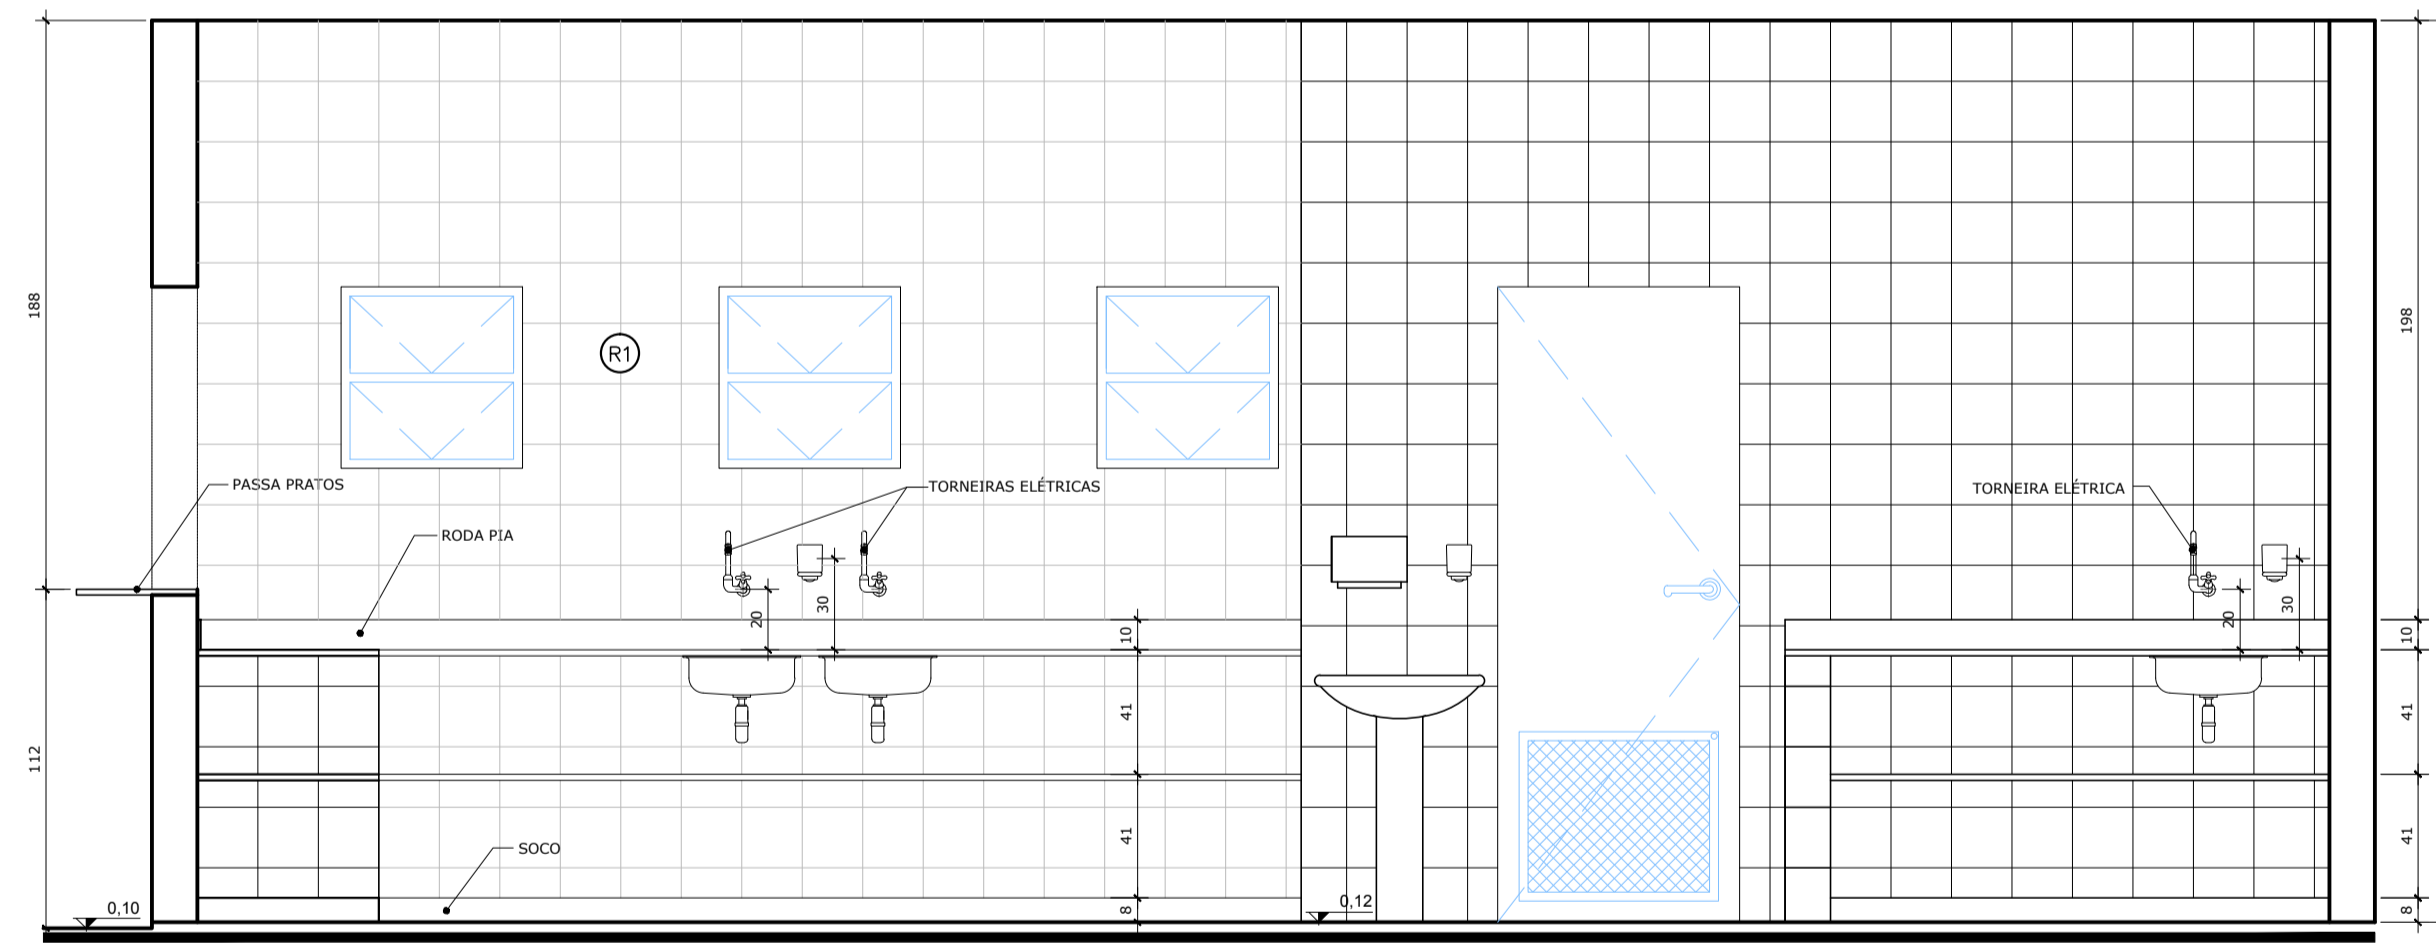 188
R1
198
PASSA PRATOS
TORNEIRAS ELÉTRICAS
TORNEIRA ELÉTRICA
RODA PIA
20
30
10
20
30
10
41
41
112
41
41
SOCO
0,10
8
0,12
8